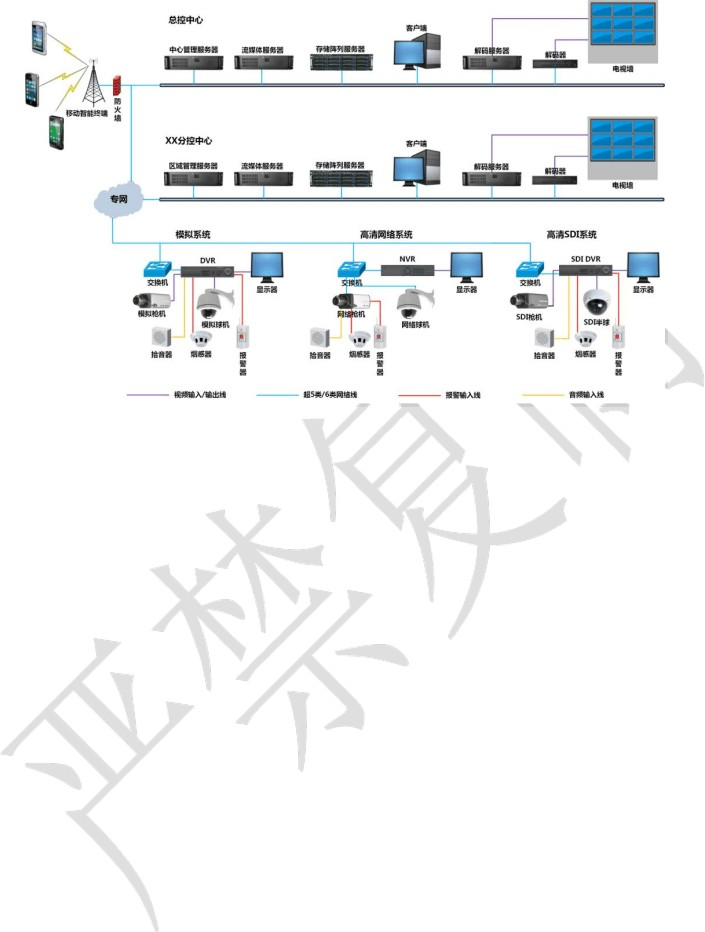 总控中心
中心管理服务器 流媒体服务器 存储阵列服务器 客户端 解码服务器 解码器 电视墙
移动智能终端
防火墙
XX分控中心
区域管理服务器 流媒体服务器 存储阵列服务器 客户端 解码服务器 解码器 电视墙
专网
模拟系统 高清网络系统 高清SDI系统
交换机 DVR 显示器 交换机 NVR 显示器 交换机 SDI DVR 显示器
模拟枪机 模拟球机 网络枪机 网络球机 SDI枪机 SDI半球
拾音器 烟感器 报警器 拾音器 烟感器 报警器 拾音器 烟感器 报警器
视频输入/输出线 超5类/6类网络线 报警输入线 音频输入线
严禁复制